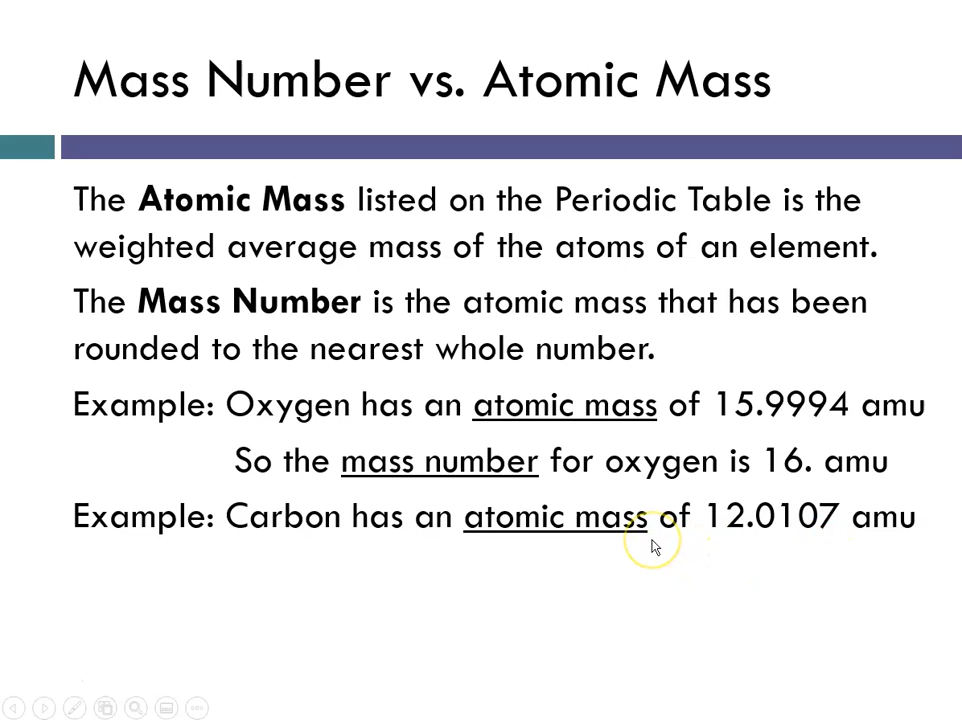 Mass Number vs. Atomic Mass
The Atomic Mass listed on the Periodic Table is the
weighted average mass of the atoms of an element.
The Mass Number is the atomic mass that has been
rounded to the nearest whole number.
Example: Oxygen has an atomic mass of 15.9994 amu
So the mass number for oxygen is 16. amu
Example: Carbon has an atomic mass of 12.0107 amu